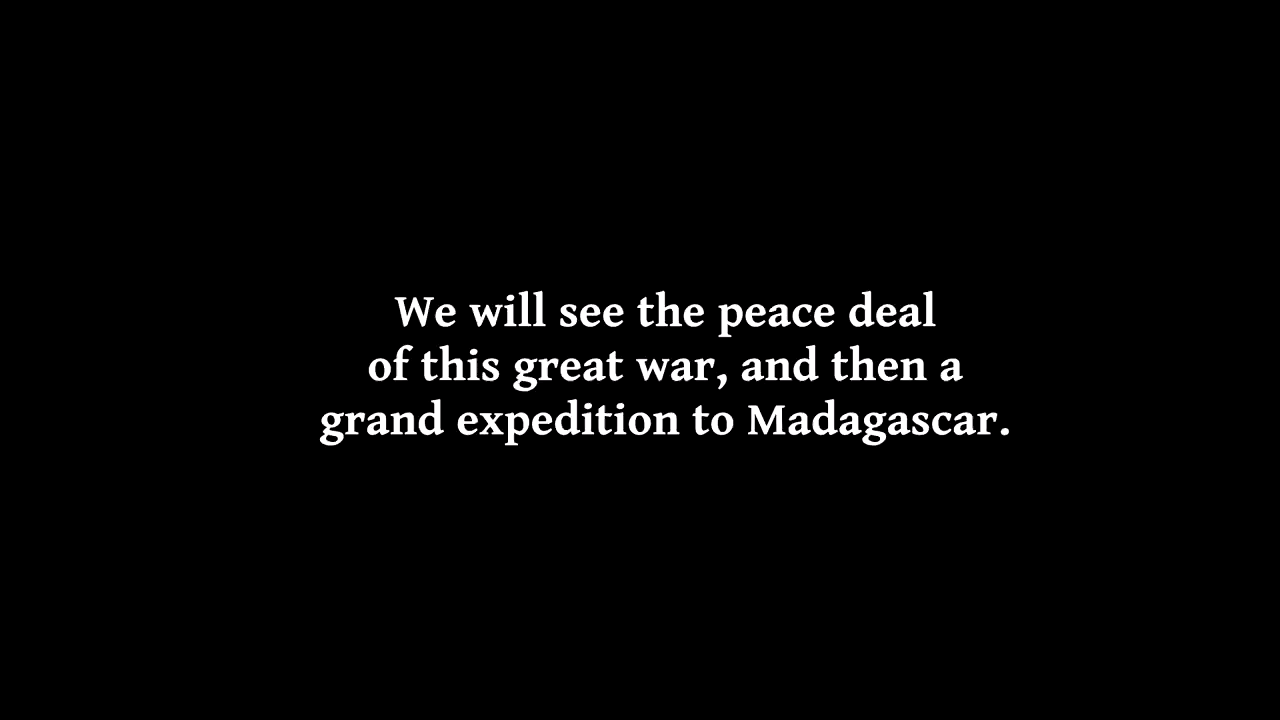 We will see the peace deal
of this great war, and then a
grand expedition to Madagascar.